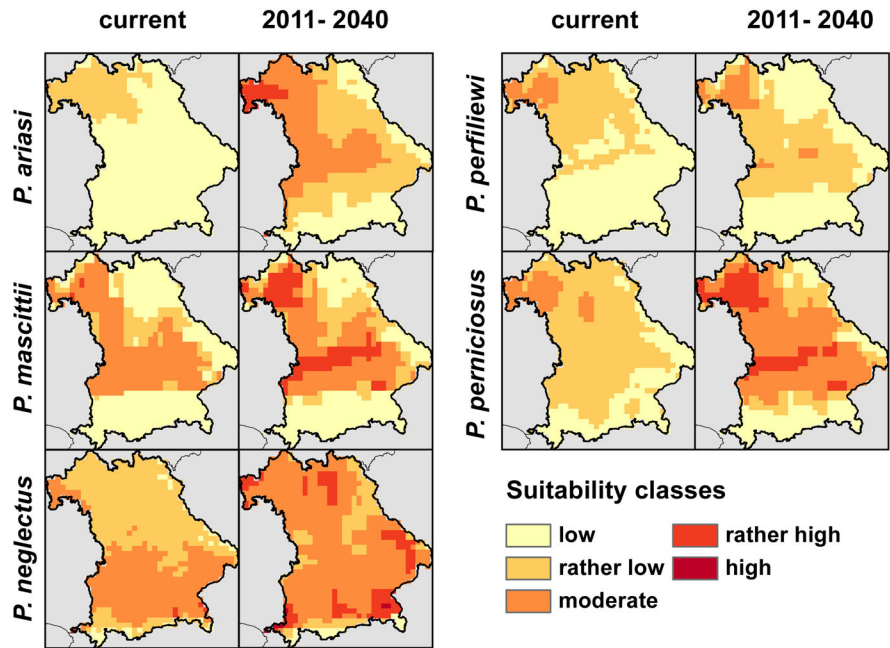 current 2011- 2040
P. ariasi
P. mascittii
P. neglectus
current 2011- 2040
P. perfiliewi
P. perniciosus
Suitability classes
low
rather low
moderate
rather high
high